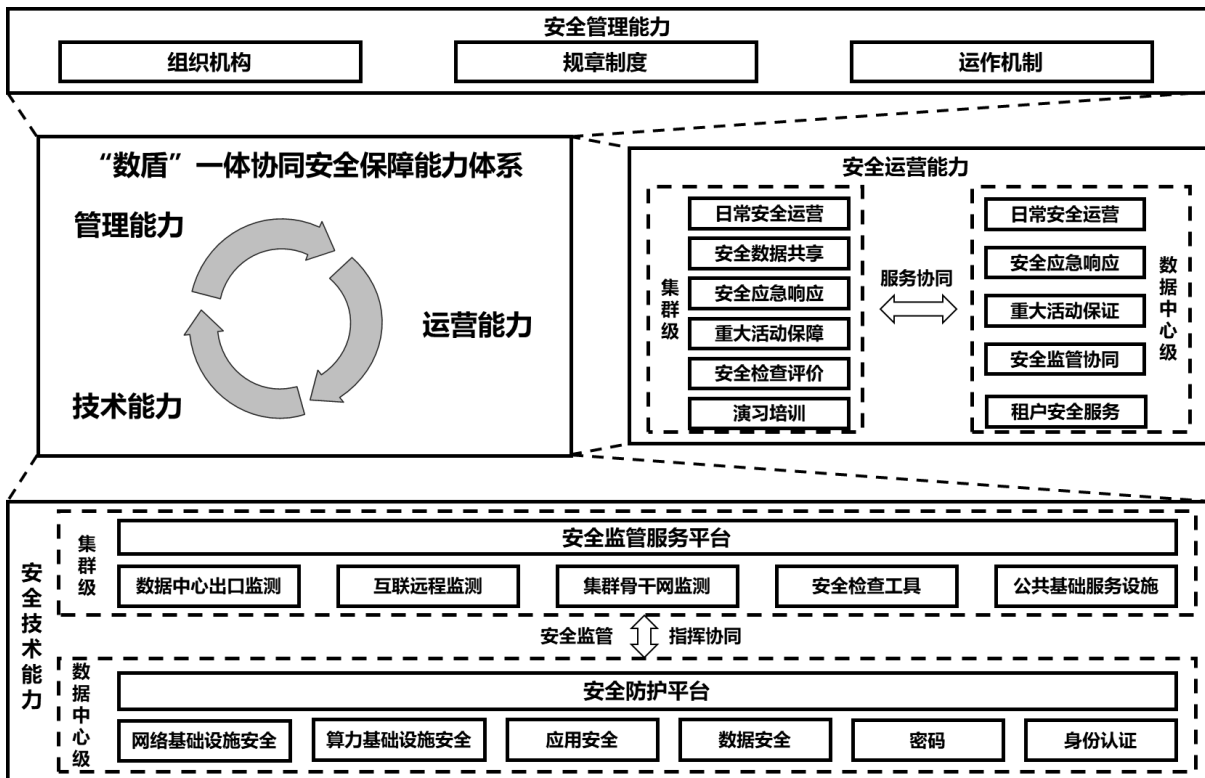 安全管理能力
组织机构 规章制度 运作机制
“数盾”一体协同安全保障能力体系
管理能力
运营能力
技术能力
安全运营能力
集群级
日常安全运营
安全数据共享
安全应急响应
重大活动保障
安全检查评价
演习培训
服务协同
日常安全运营
安全应急响应
重大活动保证
安全监管协同
租户安全服务
数据中心级
安全技术能力
集群级
安全监管服务平台
数据中心出口监测 互联远程监测 集群骨干网监测 安全检查工具 公共基础服务设施
安全监管 指挥协同
数据中心级
安全防护平台
网络基础设施安全 算力基础设施安全 应用安全 数据安全 密码 身份认证